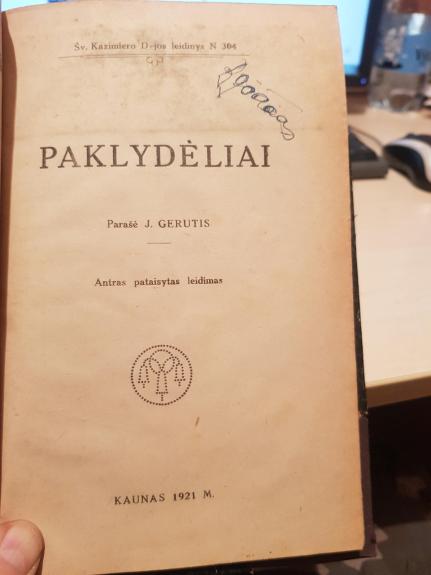 Šv. Kazimiero D-jos leidinys N 304
PAKLYDĖLIAI
Parašė J. GERUTIS
Antras pataisytas leidimas
KAUNAS 1921 M.